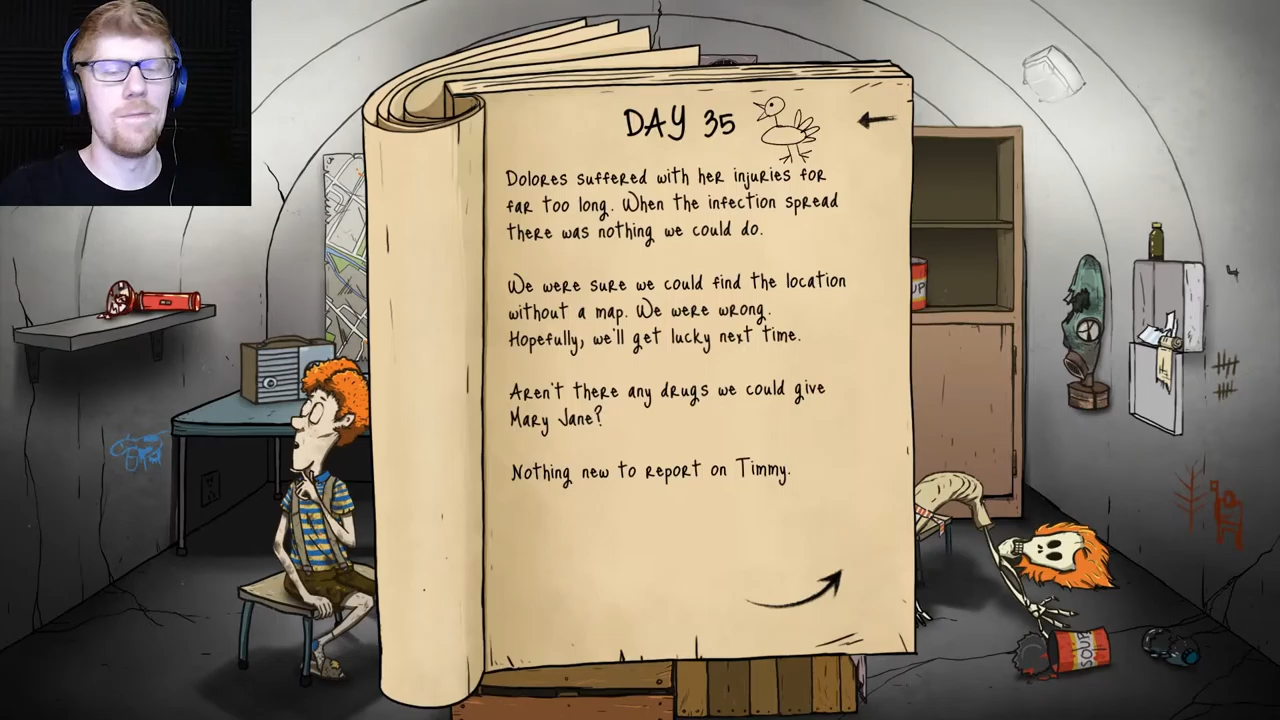 DAY 35
Dolores suffered with her injuries for
far too long. When the infection spread
there was nothing we could do.
We were sure we could find the location
without a map. We were wrong.
Hopefully, we'll get lucky next time.
Aren't there any drugs we could give
Mary Jane?
Nothing new to report on Timmy.
UP
SOUP